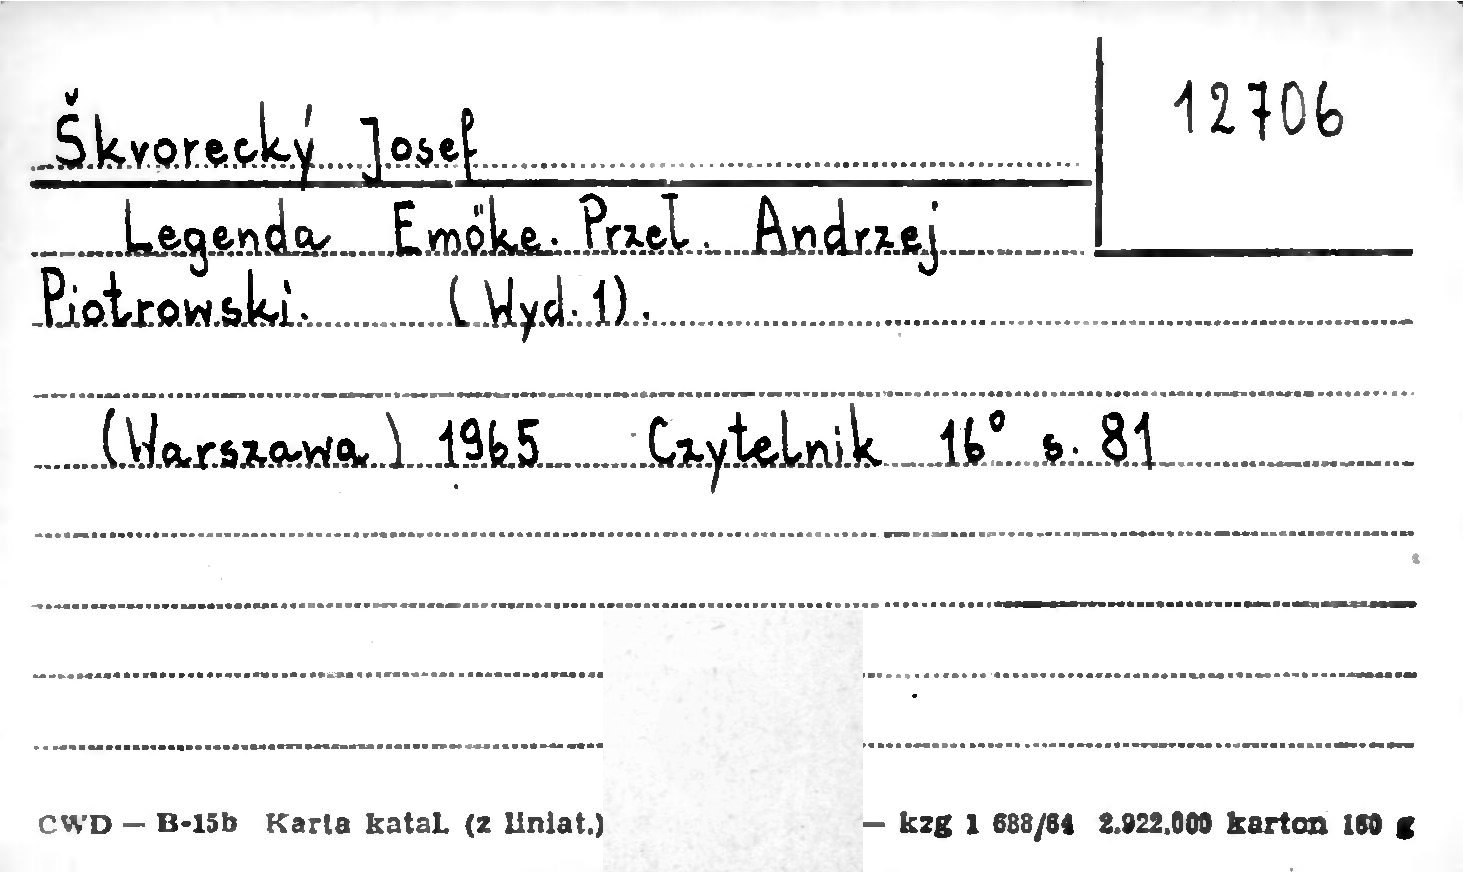 Škvorecký Josef
12706
Legenda Emőke. Przeł. Andrzej
Piotrowski. (Wyd. 1).
(Warszawa) 1965 Czytelnik 16° s. 81
CWD — B-15b Karta katal. (z liniat.) — kzg 1 688/64 2.922.000 karton 160 g